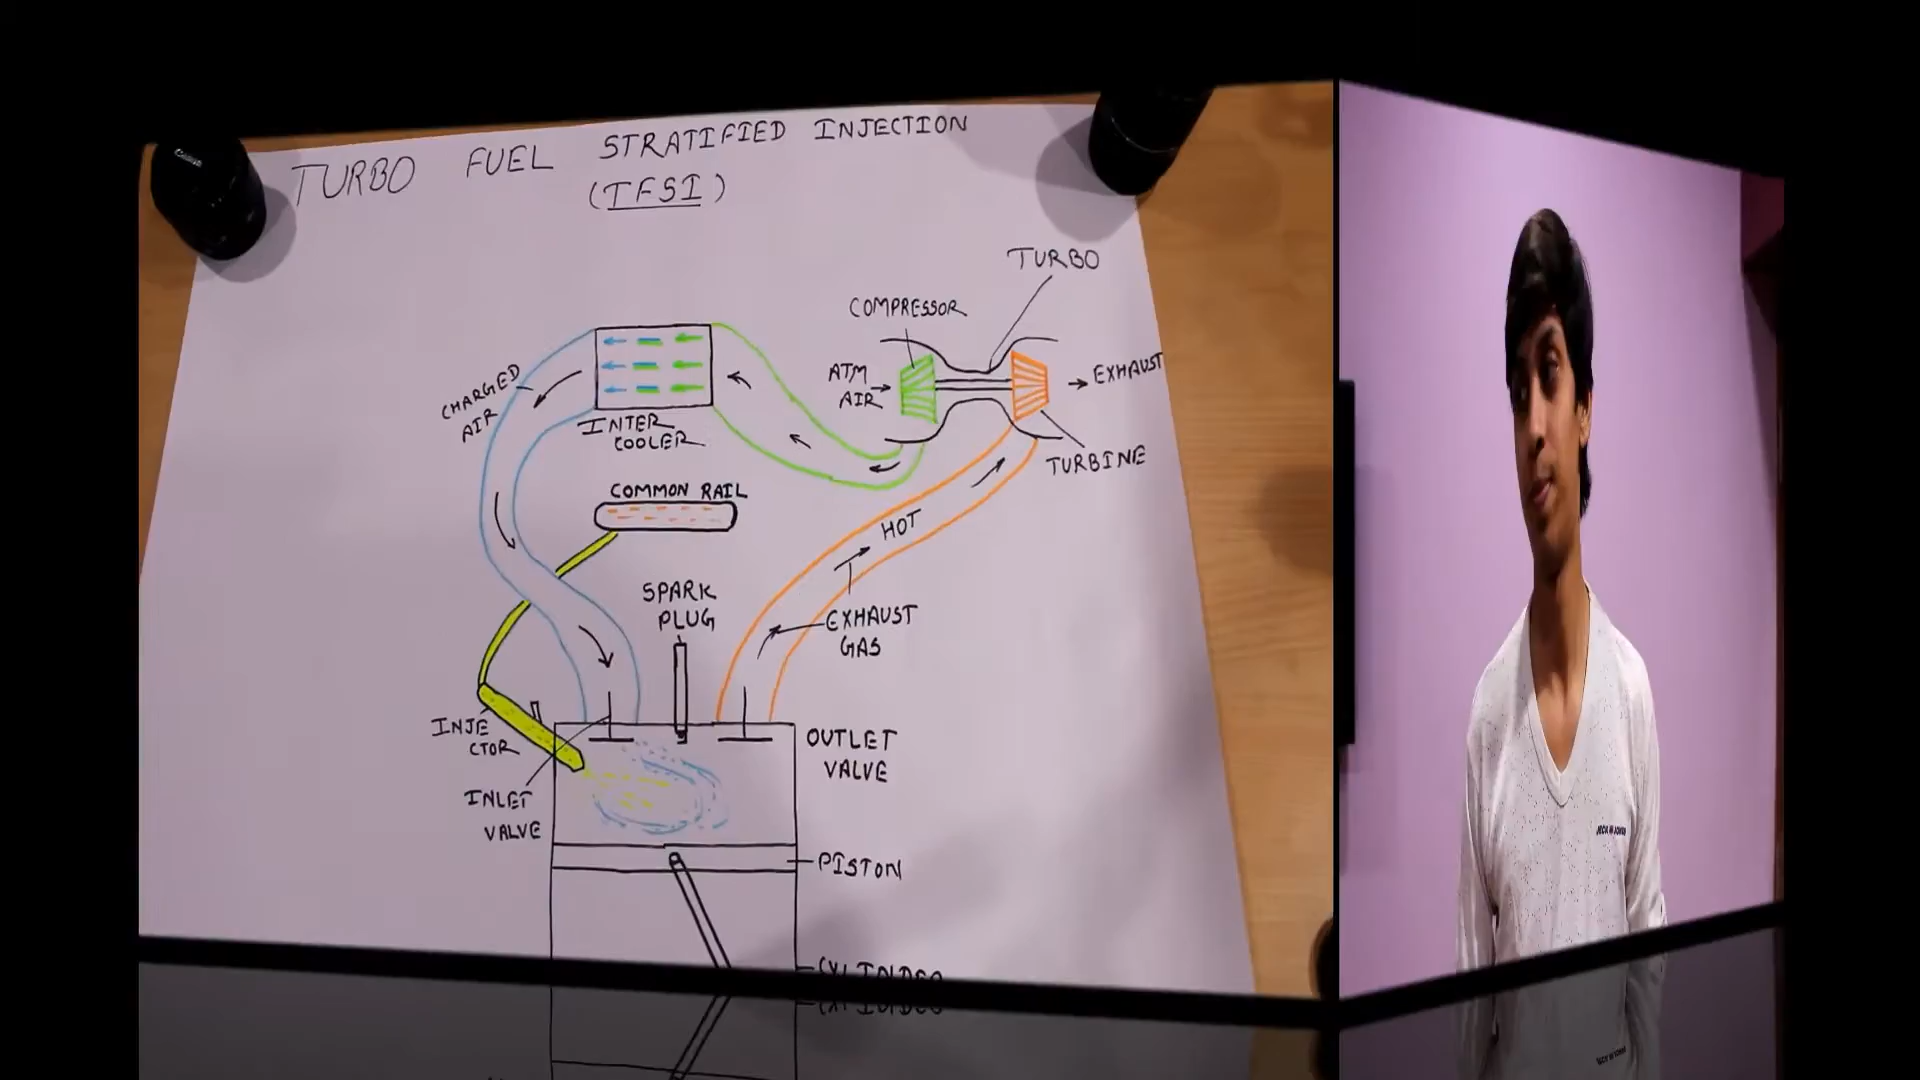 TURBO FUEL STRATIFIED INJECTION
(TFSI)
TURBO
COMPRESSOR
ATM
AIR
EXHAUST
CHARGED
AIR
INTER
COOLER
TURBINE
COMMON RAIL
HOT
SPARK
PLUG
EXHAUST
GAS
INJE
CTOR
OUTLET
VALVE
INLET
VALVE
PISTON